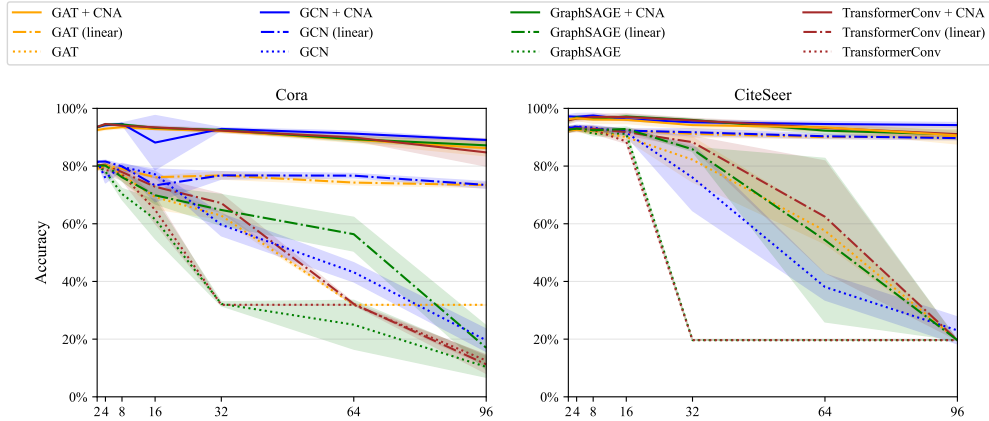 GAT + CNA GCN + CNA GraphSAGE + CNA TransformerConv + CNA
GAT (linear) GCN (linear) GraphSAGE (linear) TransformerConv (linear)
GAT GCN GraphSAGE TransformerConv
Cora CiteSeer
100% 100%
80% 80%
60% 60%
40% 40%
20% 20%
0% 0%
Accuracy
2 4 8 16 32 64 96 2 4 8 16 32 64 96